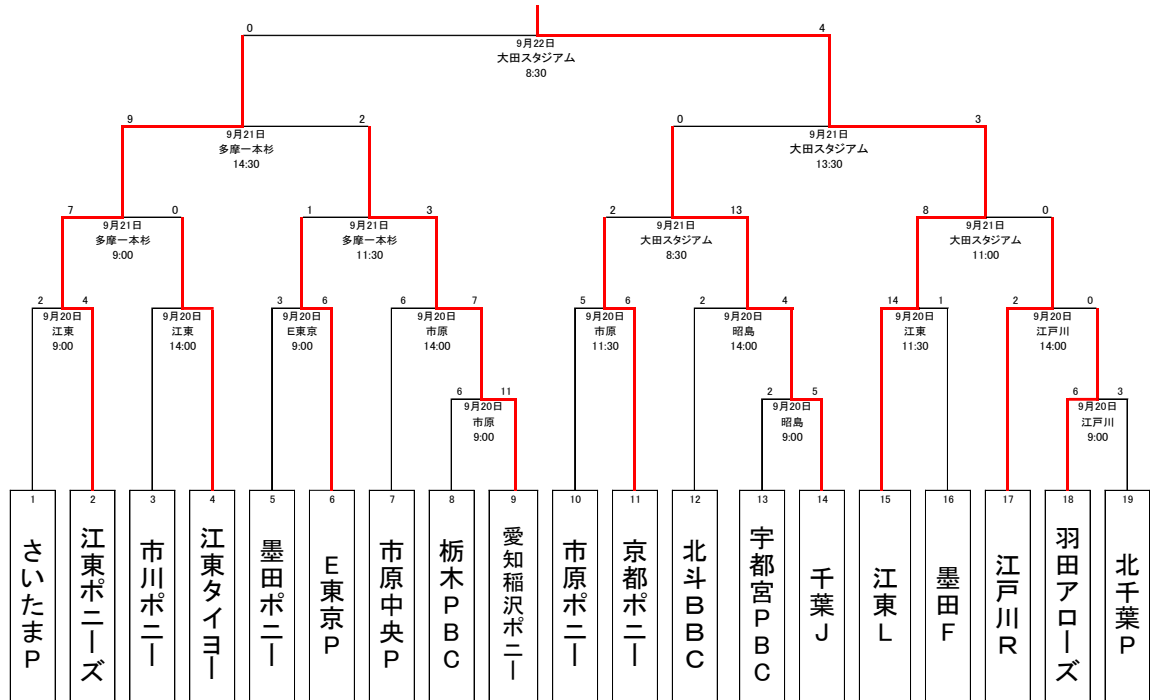 0 4
9月22日
大田スタジアム
8:30
9 2 0 3
9月21日 9月21日
多摩一本杉 大田スタジアム
14:30 13:30
7 0 1 3 2 13 8 0
9月21日 9月21日 9月21日 9月21日
多摩一本杉 多摩一本杉 大田スタジアム 大田スタジアム
9:00 11:30 8:30 11:00
2 4 3 6 6 7 5 6 2 4 14 1 2 0
9月20日 9月20日 9月20日 9月20日 9月20日 9月20日 9月20日 9月20日
江東 江東 E東京 市原 市原 昭島 江東 江戸川
9:00 14:00 9:00 14:00 11:30 14:00 11:30 14:00
6 11 2 5 6 3
9月20日 9月20日 9月20日
市原 昭島 江戸川
9:00 9:00 9:00
1 2 3 4 5 6 7 8 9 10 11 12 13 14 15 16 17 18 19
さいたまP
江東ポニーズ
市川ポニー
江東タイヨー
墨田ポニー
E東京P
市原中央P
栃木PBC
愛知稲沢ポニー
市原ポニー
京都ポニー
北斗BBC
宇都宮PBC
千葉J
江東L
墨田F
江戸川R
羽田アローズ
北千葉P